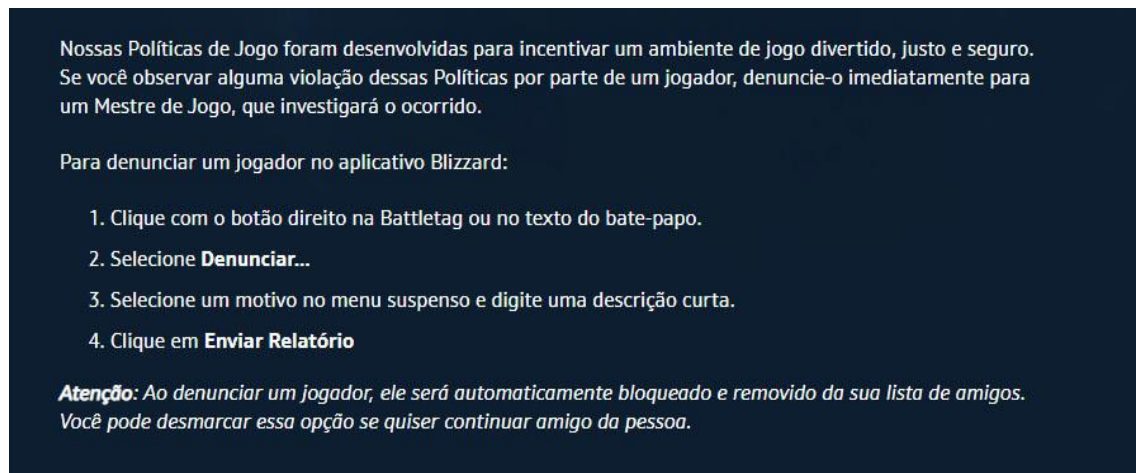 Nossas Políticas de Jogo foram desenvolvidas para incentivar um ambiente de jogo divertido, justo e seguro.
Se você observar alguma violação dessas Políticas por parte de um jogador, denuncie-o imediatamente para
um Mestre de Jogo, que investigará o ocorrido.
Para denunciar um jogador no aplicativo Blizzard:
1. Clique com o botão direito na Battletag ou no texto do bate-papo.
2. Selecione Denunciar...
3. Selecione um motivo no menu suspenso e digite uma descrição curta.
4. Clique em Enviar Relatório
Atenção: Ao denunciar um jogador, ele será automaticamente bloqueado e removido da sua lista de amigos.
Você pode desmarcar essa opção se quiser continuar amigo da pessoa.